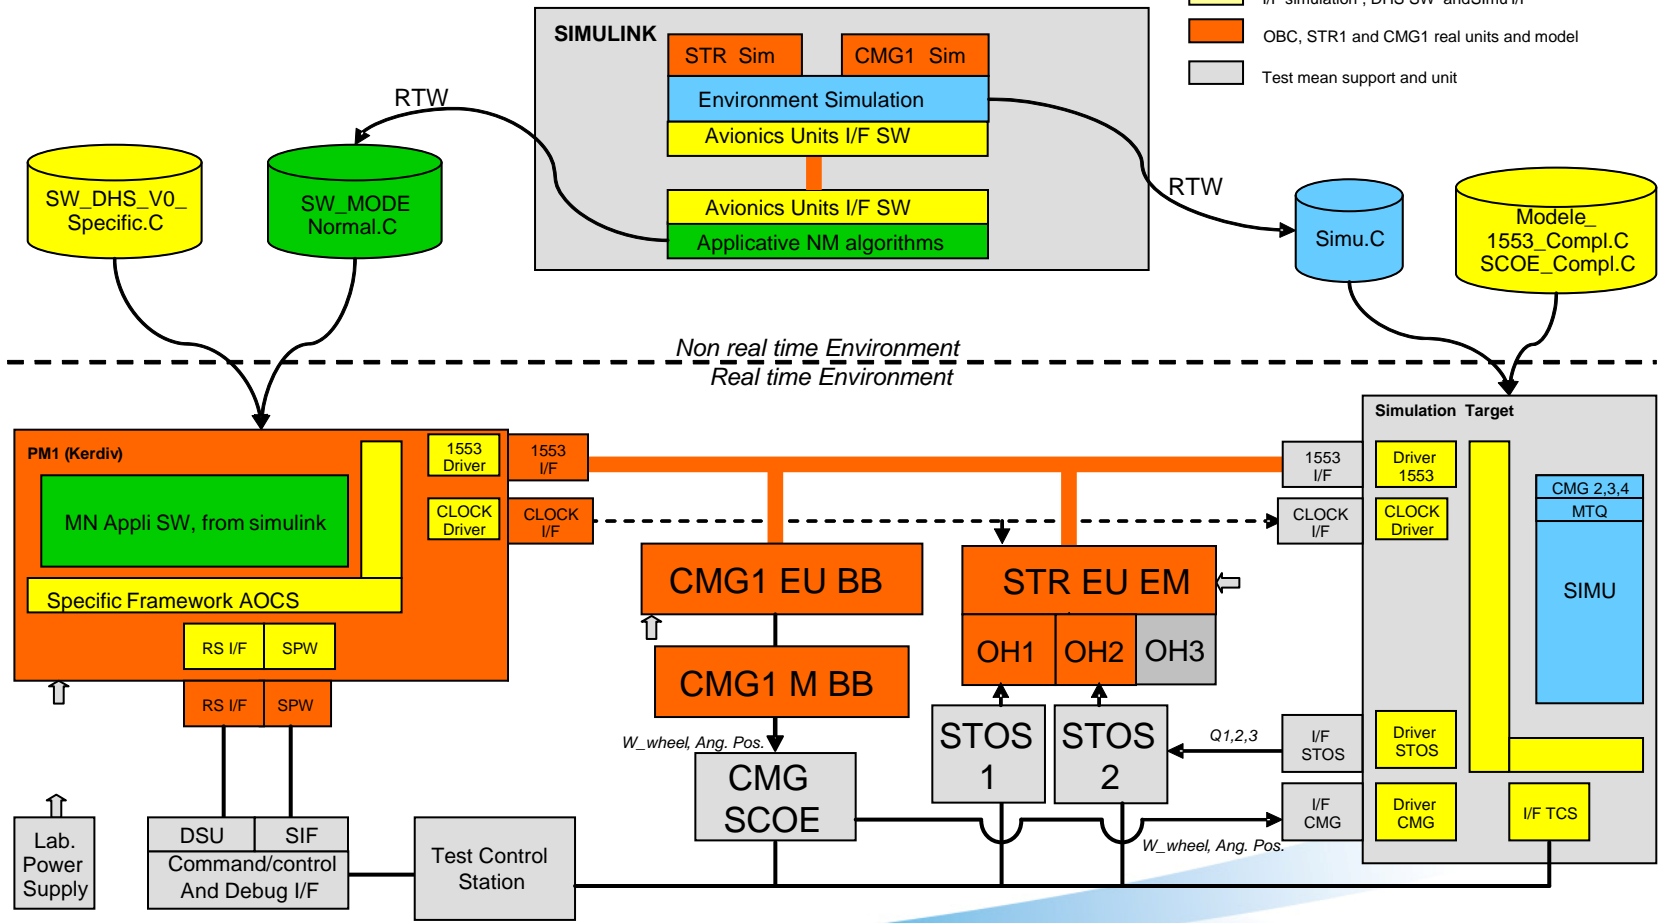 I/F simulation , DHS SW andSimu I/F
OBC, STR1 and CMG1 real units and model
Test mean support and unit
SIMULINK
STR Sim
CMG1 Sim
Environment Simulation
Avionics Units I/F SW
Avionics Units I/F SW
Applicative NM algorithms
RTW
RTW
SW_DHS_V0_
Specific.C
SW_MODE
Normal.C
Simu.C
Modele_
1553_Compl.C
SCOE_Compl.C
Non real time Environment
Real time Environment
PM1 (Kerdiv)
MN Appli SW, from simulink
Specific Framework AOCS
1553
Driver
1553
I/F
CLOCK
Driver
CLOCK
I/F
RS I/F
SPW
RS I/F
SPW
CMG1 EU BB
CMG1 M BB
W_wheel, Ang. Pos.
CMG
SCOE
STR EU EM
OH1
OH2
OH3
STOS
1
STOS
2
Q1,2,3
Simulation Target
1553
I/F
Driver
1553
CLOCK
I/F
CLOCK
Driver
CMG 2,3,4
MTQ
SIMU
I/F
STOS
Driver
STOS
I/F
CMG
Driver
CMG
I/F TCS
W_wheel, Ang. Pos.
Lab.
Power
Supply
DSU
SIF
Command/control
And Debug I/F
Test Control
Station